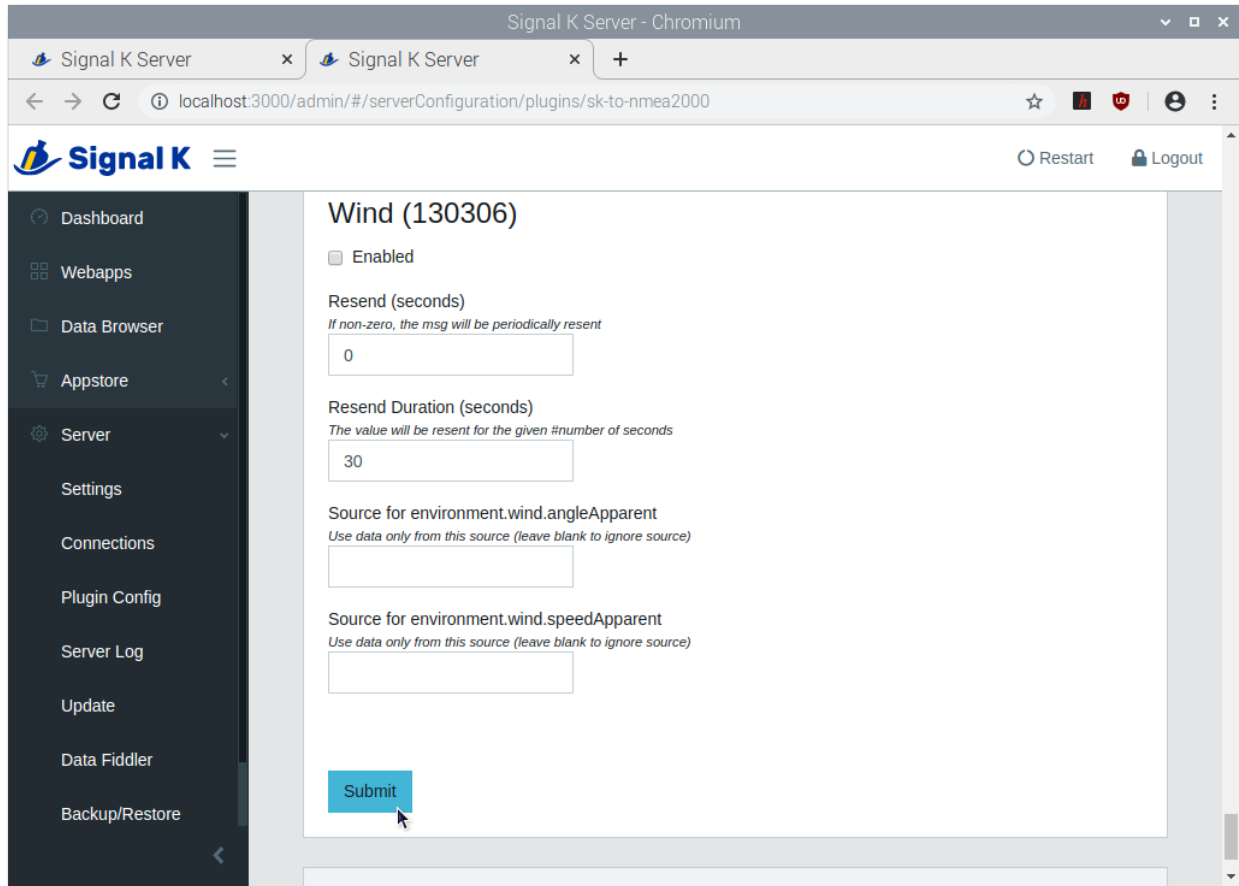 Signal K Server - Chromium
Signal K Server
Signal K Server
localhost:3000/admin/#/serverConfiguration/plugins/sk-to-nmea2000
Signal K
Restart
Logout
Dashboard
Webapps
Data Browser
Appstore
Server
Settings
Connections
Plugin Config
Server Log
Update
Data Fiddler
Backup/Restore
Wind (130306)
Enabled
Resend (seconds)
If non-zero, the msg will be periodically resent
0
Resend Duration (seconds)
The value will be resent for the given #number of seconds
30
Source for environment.wind.angleApparent
Use data only from this source (leave blank to ignore source)
Source for environment.wind.speedApparent
Use data only from this source (leave blank to ignore source)
Submit